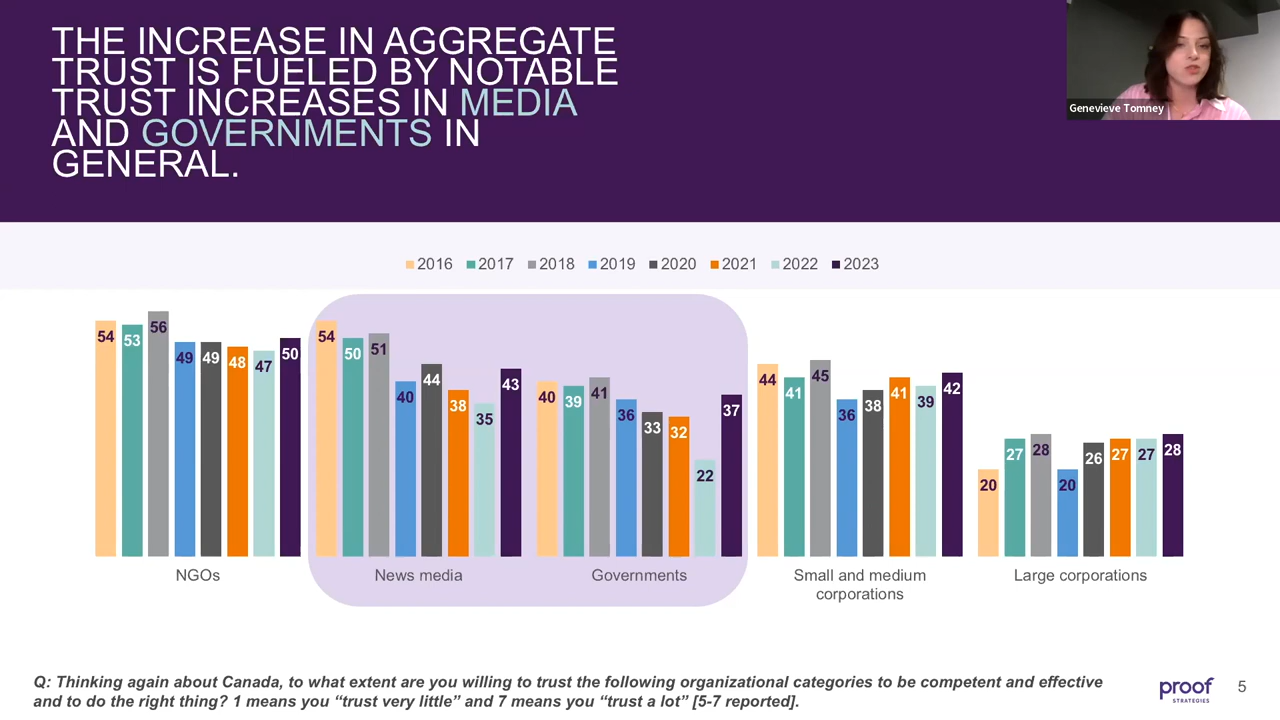 THE INCREASE IN AGGREGATE
TRUST IS FUELED BY NOTABLE
TRUST INCREASES IN MEDIA
AND GOVERNMENTS IN
GENERAL.
Genevieve Tomney
2016 2017 2018 2019 2020 2021 2022 2023
54 53 56 49 49 48 47 50
54 50 51 40 44 38 35 43
40 39 41 36 33 32 22 37
44 41 45 36 38 41 39 42
20 27 28 20 26 27 27 28
NGOs
News media
Governments
Small and medium
corporations
Large corporations
Q: Thinking again about Canada, to what extent are you willing to trust the following organizational categories to be competent and effective
and to do the right thing? 1 means you “trust very little” and 7 means you “trust a lot” [5-7 reported].
proof
STRATEGIES
5